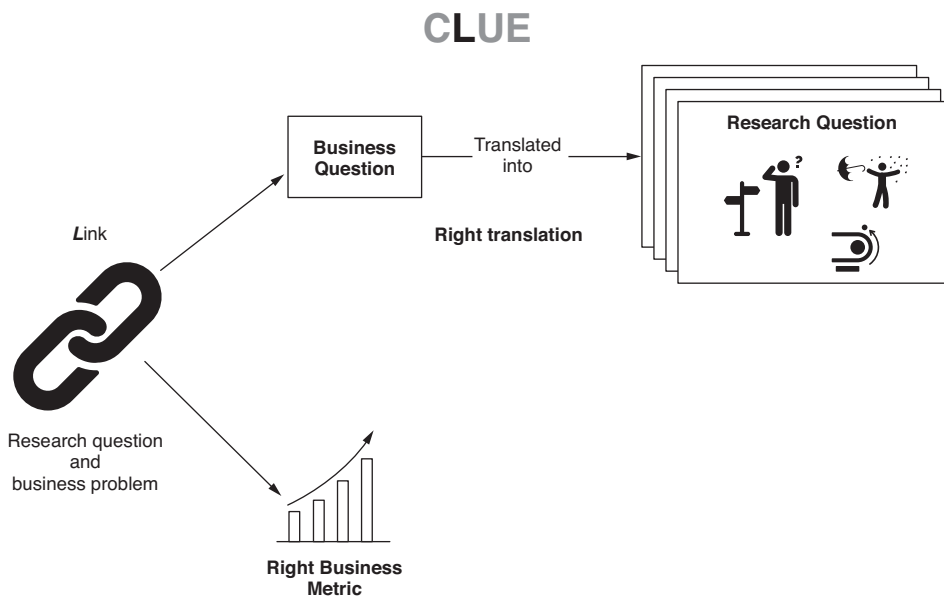 CLUE
Business
Question
Translated
into
Right translation
Research Question
?
Link
Research question
and
business problem
Right Business
Metric